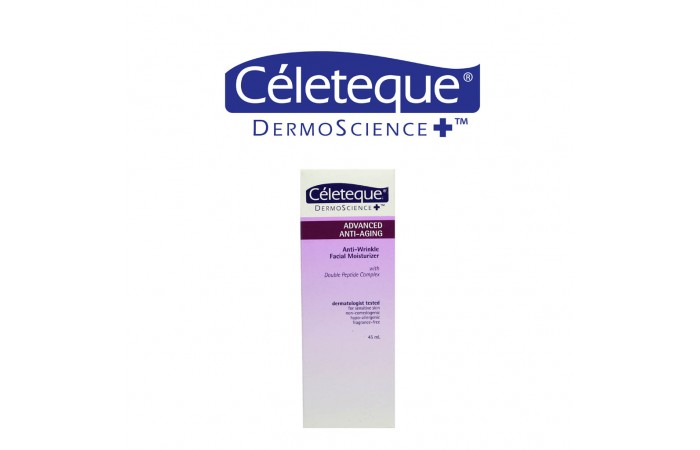 Céleteque®
DERMOSCIENCE✚™
Céleteque®
DERMOSCIENCE✚™
ADVANCED
ANTI-AGING
Anti-Wrinkle
Facial Moisturizer
with
Double Peptide Complex
dermatologist tested
for sensitive skin
non-comedogenic
hypo-allergenic
fragrance-free
45 mL